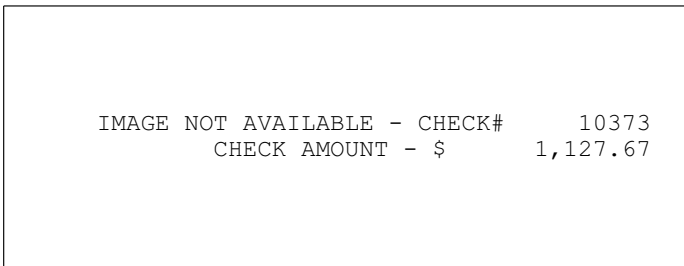 IMAGE NOT AVAILABLE - CHECK# 10373
CHECK AMOUNT - $ 1,127.67